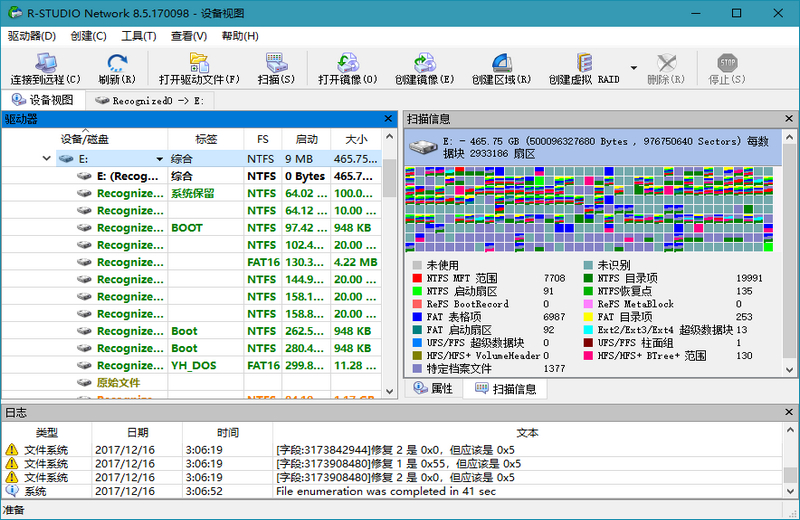 R-STUDIO Network 8.5.170098 - 设备视图
驱动器(D) 创建(C) 工具(T) 查看(V) 帮助(H)
连接到远程(C) 刷新(R) 打开驱动文件(F) 扫描(S) 打开镜像(O) 创建镜像(E) 创建区域(R) 创建虚拟 RAID 删除(R) 停止(S)
设备视图 Recognized0 -> E:
驱动器
设备/磁盘 标签 FS 启动 大小
E: 综合 NTFS 9 MB 465.75...
E: (Recog... 综合 NTFS 0 Bytes 465.7...
Recognize... 系统保留 NTFS 64.02 ... 100.0...
Recognize... NTFS 64.12 ... 10.00 ...
Recognize... BOOT NTFS 97.42 ... 948 KB
Recognize... NTFS 102.4... 20.00 ...
Recognize... FAT16 130.3... 4.22 MB
Recognize... NTFS 144.9... 20.00 ...
Recognize... NTFS 158.1... 20.00 ...
Recognize... NTFS 158.8... 20.00 ...
Recognize... Boot NTFS 262.5... 948 KB
Recognize... Boot NTFS 280.4... 948 KB
Recognize... YH_DOS FAT16 299.8... 11.28 ...
原始文件
扫描信息
E: - 465.75 GB (500096327680 Bytes , 976750640 Sectors) 每数
据块 2933186 扇区
未使用 未识别
NTFS MFT 范围 7708 NTFS 目录项 19991
NTFS 启动扇区 91 NTFS恢复点 135
ReFS BootRecord 0 ReFS MetaBlock 0
FAT 表格项 6987 FAT 目录项 253
FAT 启动扇区 92 Ext2/Ext3/Ext4 超级数据块 13
UFS/FFS 超级数据块 0 UFS/FFS 柱面组 1
HFS/HFS+ VolumeHeader 0 HFS/HFS+ BTree+ 范围 130
特定档案文件 1377
属性 扫描信息
日志
类型 日期 时间 文本
文件系统 2017/12/16 3:06:19 [字段:3173842944]修复 2 是 0x0，但应该是 0x5
文件系统 2017/12/16 3:06:19 [字段:3173908480]修复 1 是 0x55，但应该是 0x5
文件系统 2017/12/16 3:06:19 [字段:3173908480]修复 2 是 0x0，但应该是 0x5
系统 2017/12/16 3:06:52 File enumeration was completed in 41 sec
准备